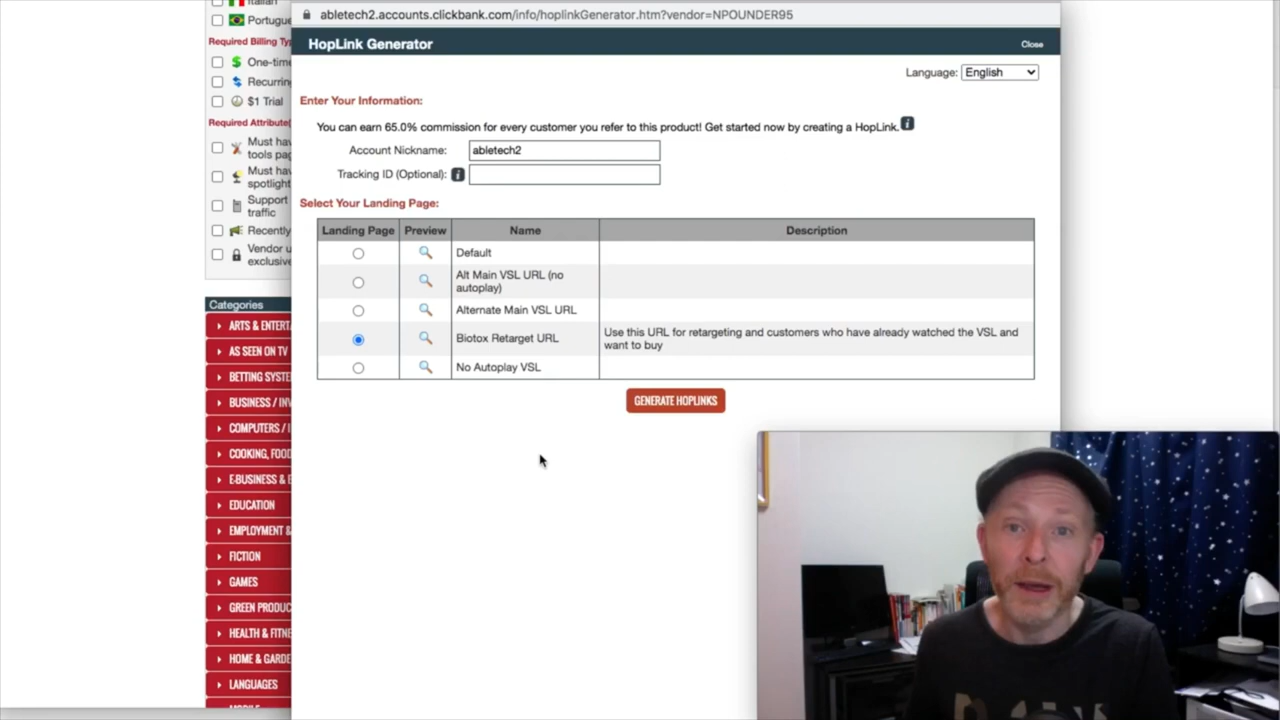 Italian
Portugue
Required Billing Ty
One-time
Recurring
$1 Trial
Required Attribute(
Must hav
tools pag
Must hav
spotlight
Support
traffic
Recently
Vendor u
exclusive
Categories
ARTS & ENTERT
AS SEEN ON TV
BETTING SYSTE
BUSINESS / INV
COMPUTERS / I
COOKING, FOOD
E-BUSINESS & E
EDUCATION
EMPLOYMENT &
FICTION
GAMES
GREEN PRODUC
HEALTH & FITNE
HOME & GARDE
LANGUAGES
MOBILE
abletech2.accounts.clickbank.com/info/hoplinkGenerator.htm?vendor=NPOUNDER95
HopLink Generator
Close
Language: English
Enter Your Information:
You can earn 65.0% commission for every customer you refer to this product! Get started now by creating a HopLink.
Account Nickname: abletech2
Tracking ID (Optional):
Select Your Landing Page:
Landing Page Preview Name Description
Default
Alt Main VSL URL (no
autoplay)
Alternate Main VSL URL
Biotox Retarget URL
Use this URL for retargeting and customers who have already watched the VSL and
want to buy
No Autoplay VSL
GENERATE HOPLINKS